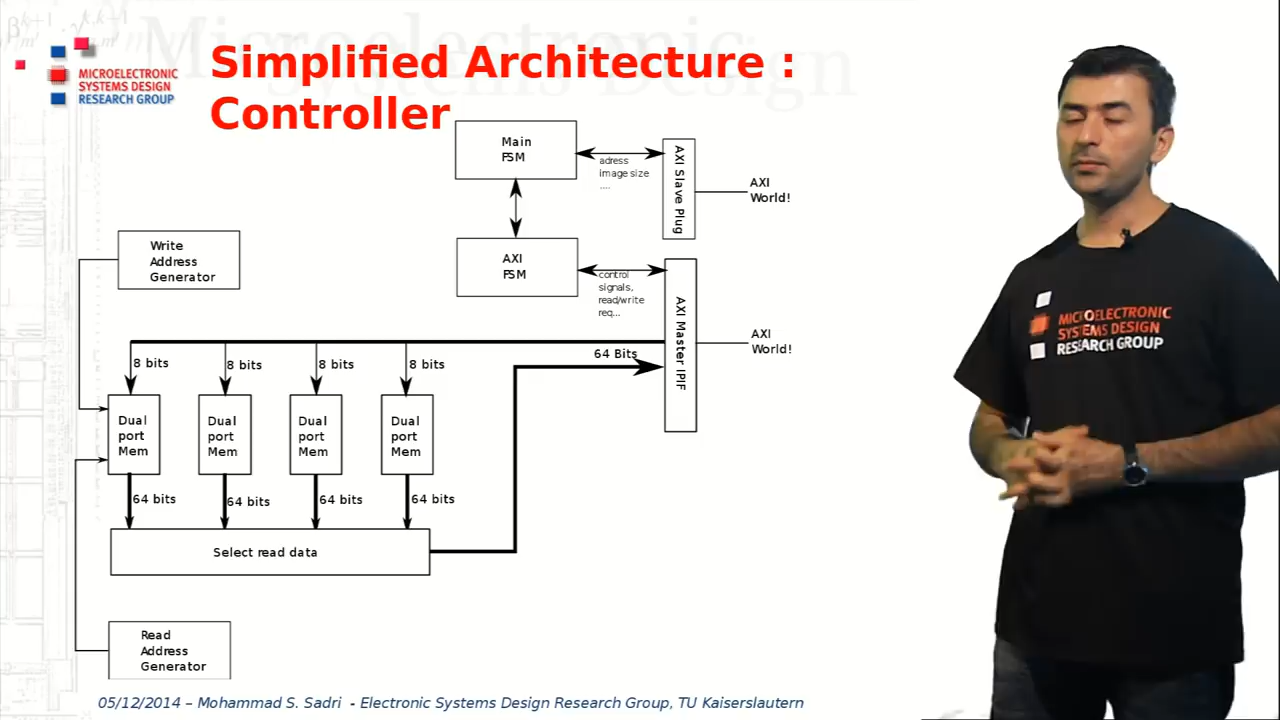 Simplified Architecture :
Controller
MICROELECTRONIC
SYSTEMS DESIGN
RESEARCH GROUP
Microelectronic
Systems Design
Main
FSM
adress
image size
....
AXI Slave Plug
AXI
World!
Write
Address
Generator
AXI
FSM
control
signals,
read/write
req...
AXI Master IPIF
AXI
World!
64 Bits
8 bits
8 bits
8 bits
8 bits
Dual
port
Mem
Dual
port
Mem
Dual
port
Mem
Dual
port
Mem
64 bits
64 bits
64 bits
64 bits
Select read data
Read
Address
Generator
05/12/2014 – Mohammad S. Sadri - Electronic Systems Design Research Group, TU Kaiserslautern
MICROELECTRONIC
SYSTEMS DESIGN
RESEARCH GROUP